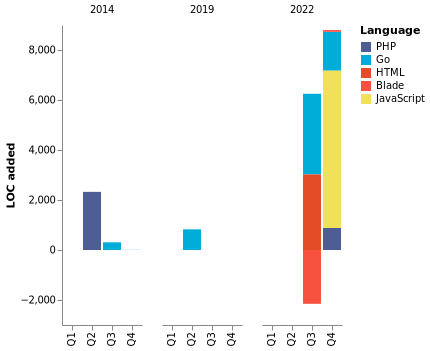 2014 2019 2022
Language
PHP
Go
HTML
Blade
JavaScript
LOC added
8,000
6,000
4,000
2,000
0
−2,000
Q1 Q2 Q3 Q4 Q1 Q2 Q3 Q4 Q1 Q2 Q3 Q4